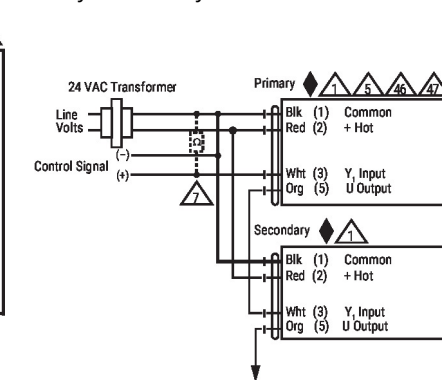 24 VAC Transformer
Line
Volts
Control Signal
(–)
(+)
Ω
7
Primary
1
5
46
47
Blk (1) Common
Red (2) + Hot
Wht (3) Y₁ Input
Org (5) U Output
Secondary
1
Blk (1) Common
Red (2) + Hot
Wht (3) Y₁ Input
Org (5) U Output